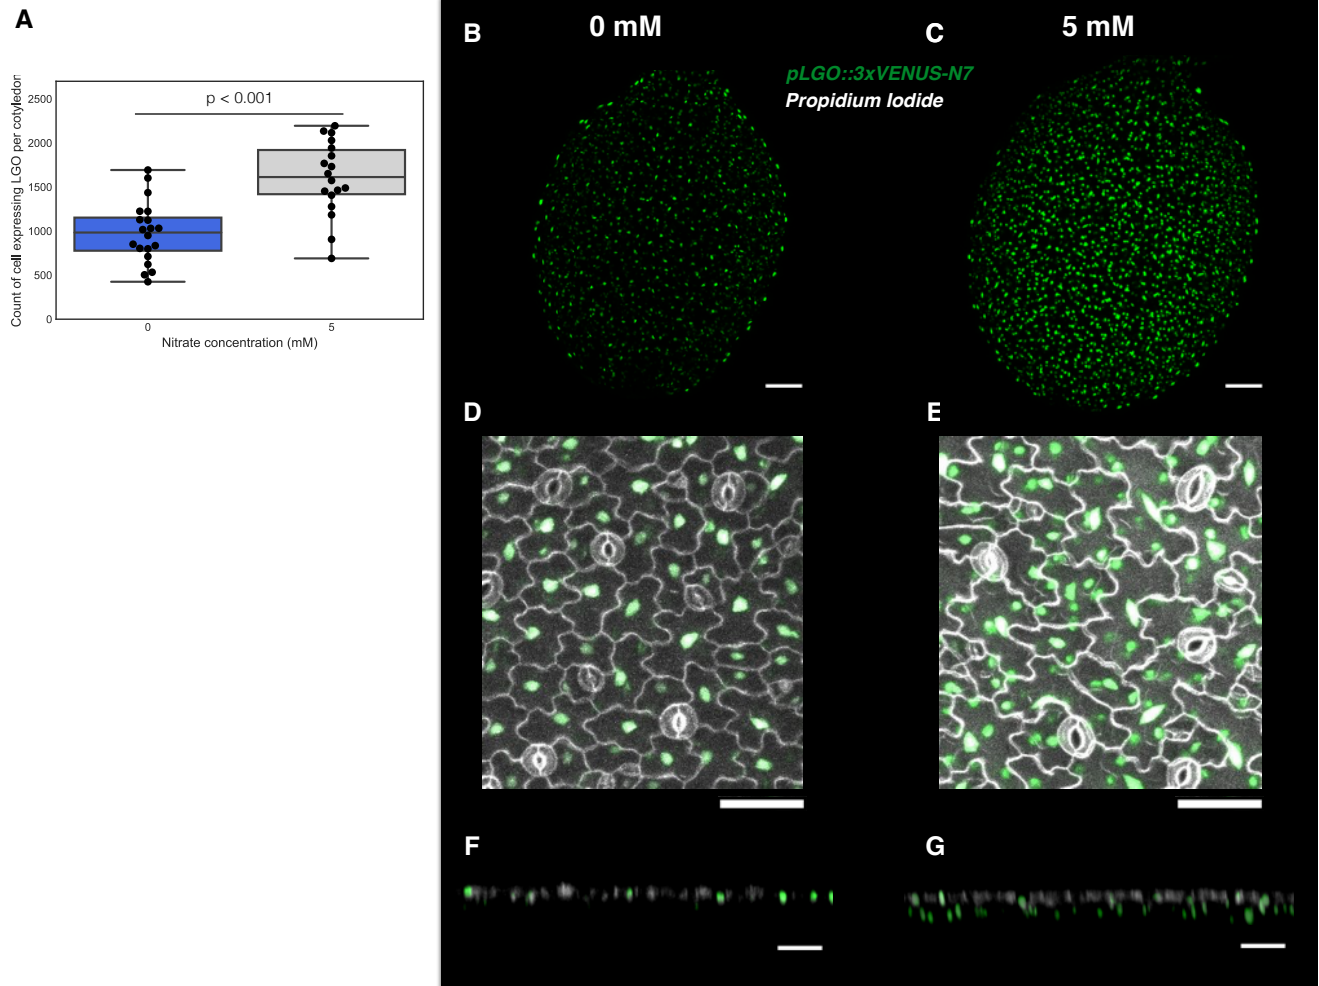 A
Count of cell expressing LGO per cotyledon
2500
2000
1500
1000
500
0
p < 0.001
0
5
Nitrate concentration (mM)
B
0 mM
C
5 mM
pLGO::3xVENUS-N7
Propidium Iodide
D
E
F
G